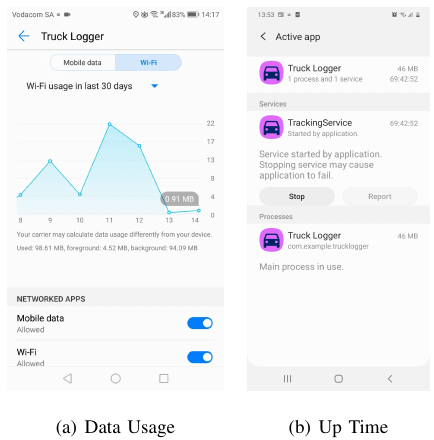 Vodacom SA
83%
14:17
Truck Logger
Mobile data
Wi-Fi
Wi-Fi usage in last 30 days
22
17
13
8
4
0
0.91 MB
8 9 10 11 12 13 14
Your carrier may calculate data usage differently from your device.
Used: 98.61 MB, foreground: 4.52 MB, background: 94.09 MB
NETWORKED APPS
Mobile data
Allowed
Wi-Fi
Allowed
(a) Data Usage
13:53
Active app
Truck Logger 46 MB
1 process and 1 service 69:42:52
Services
TrackingService 69:42:52
Started by application.
Service started by application.
Stopping service may cause
application to fail.
Stop Report
Processes
Truck Logger 46 MB
com.example.trucklogger
Main process in use.
(b) Up Time